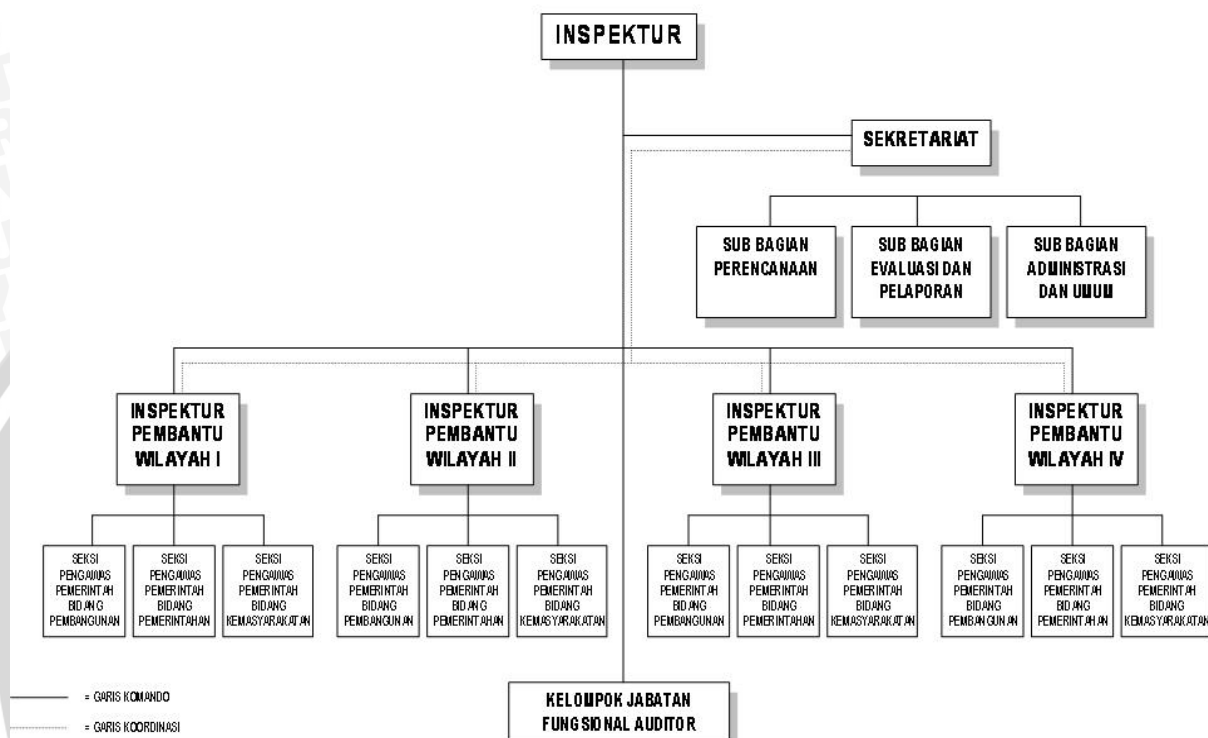 INSPEKTUR
SEKRETARIAT
SUB BAGIAN
PERENCANAAN
SUB BAGIAN
EVALUASI DAN
PELAPORAN
SUB BAGIAN
ADMINISTRASI
DAN UMUM
INSPEKTUR
PEMBANTU
WILAYAH I
INSPEKTUR
PEMBANTU
WILAYAH II
INSPEKTUR
PEMBANTU
WILAYAH III
INSPEKTUR
PEMBANTU
WILAYAH IV
SEKSI
PENGAWAS
PEMERINTAH
BIDANG
PEMBANGUNAN
SEKSI
PENGAWAS
PEMERINTAH
BIDANG
PEMERINTAHAN
SEKSI
PENGAWAS
PEMERINTAH
BIDANG
KEMASYARAKATAN
SEKSI
PENGAWAS
PEMERINTAH
BIDANG
PEMBANGUNAN
SEKSI
PENGAWAS
PEMERINTAH
BIDANG
PEMERINTAHAN
SEKSI
PENGAWAS
PEMERINTAH
BIDANG
KEMASYARAKATAN
SEKSI
PENGAWAS
PEMERINTAH
BIDANG
PEMBANGUNAN
SEKSI
PENGAWAS
PEMERINTAH
BIDANG
PEMERINTAHAN
SEKSI
PENGAWAS
PEMERINTAH
BIDANG
KEMASYARAKATAN
SEKSI
PENGAWAS
PEMERINTAH
BIDANG
PEMBANGUNAN
SEKSI
PENGAWAS
PEMERINTAH
BIDANG
PEMERINTAHAN
SEKSI
PENGAWAS
PEMERINTAH
BIDANG
KEMASYARAKATAN
= GARIS KOMANDO
= GARIS KOORDINASI
KELOMPOK JABATAN
FUNGSIONAL AUDITOR